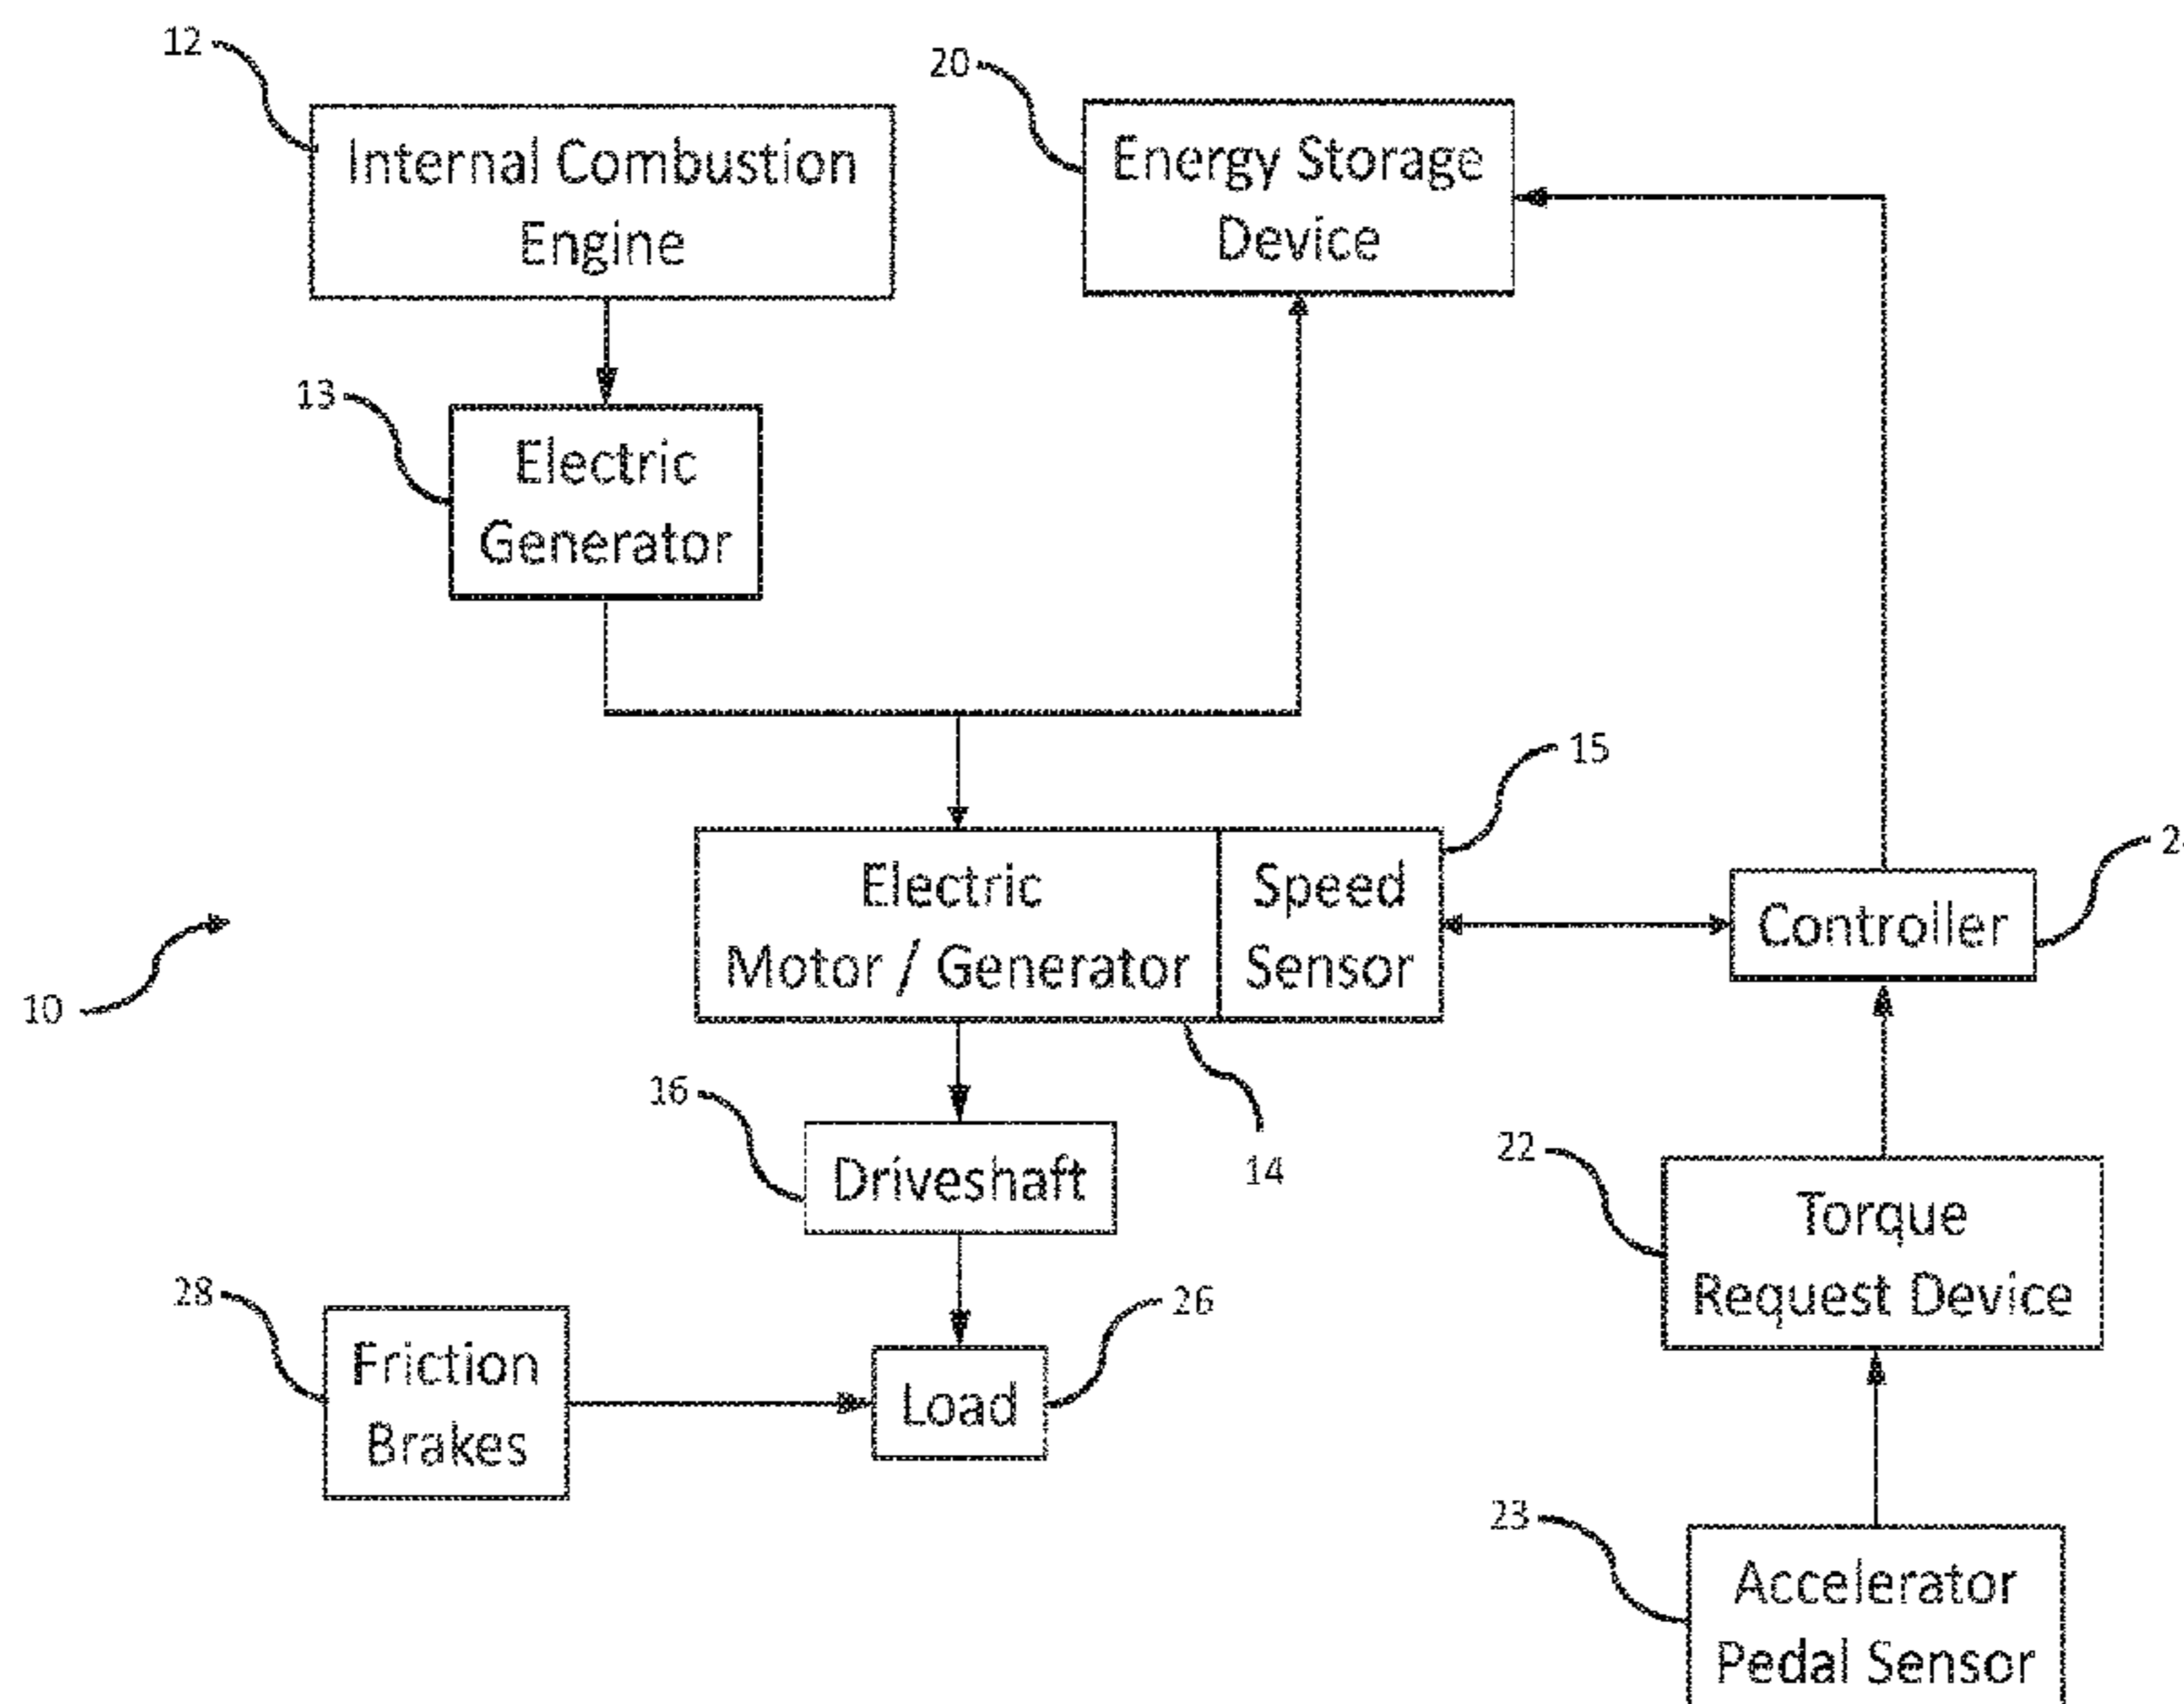 12
Internal Combustion
Engine
20
Energy Storage
Device
13
Electric
Generator
15
Electric
Motor / Generator
Speed
Sensor
Controller
10
16
Driveshaft
14
22
Torque
Request Device
28
Friction
Brakes
26
Load
23
Accelerator
Pedal Sensor